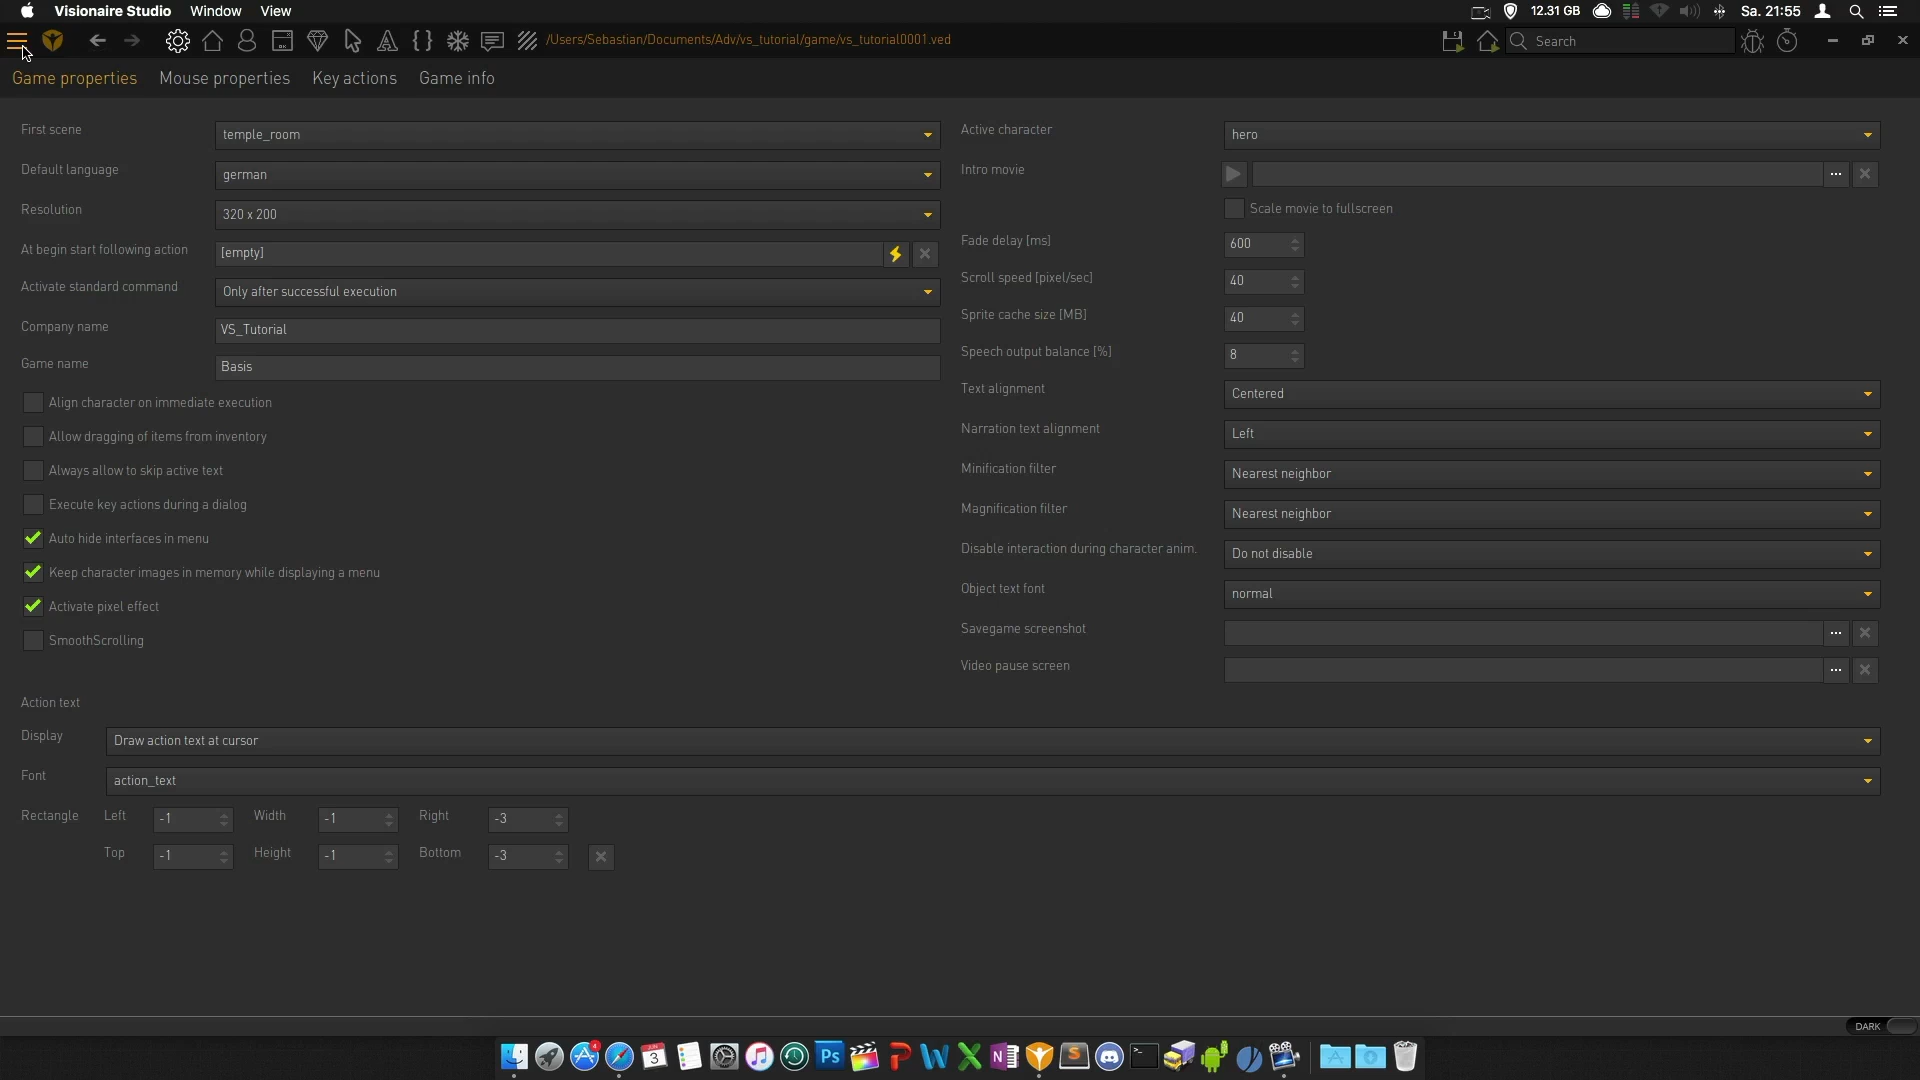 Visionaire Studio Window View 12.31 GB Sa. 21:55
/Users/Sebastian/Documents/Adv/vs_tutorial/game/vs_tutorial0001.ved Search
Game properties Mouse properties Key actions Game info
First scene temple_room
Default language german
Resolution 320 x 200
At begin start following action [empty]
Activate standard command Only after successful execution
Company name VS_Tutorial
Game name Basis
Align character on immediate execution
Allow dragging of items from inventory
Always allow to skip active text
Execute key actions during a dialog
Auto hide interfaces in menu
Keep character images in memory while displaying a menu
Activate pixel effect
SmoothScrolling
Active character hero
Intro movie ...
Scale movie to fullscreen
Fade delay [ms] 600
Scroll speed [pixel/sec] 40
Sprite cache size [MB] 40
Speech output balance [%] 8
Text alignment Centered
Narration text alignment Left
Minification filter Nearest neighbor
Magnification filter Nearest neighbor
Disable interaction during character anim. Do not disable
Object text font normal
Savegame screenshot ...
Video pause screen ...
Action text
Display Draw action text at cursor
Font action_text
Rectangle Left -1 Width -1 Right -3
Top -1 Height -1 Bottom -3
DARK
4 3 Ps N S